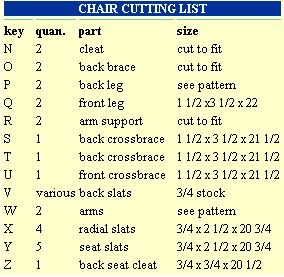 CHAIR CUTTING LIST
key quan. part size
N 2 cleat cut to fit
O 2 back brace cut to fit
P 2 back leg see pattern
Q 2 front leg 1 1/2 x3 1/2 x 22
R 2 arm support cut to fit
S 1 back crossbrace 1 1/2 x 3 1/2 x 21 1/2
T 1 back crossbrace 1 1/2 x 3 1/2 x 21 1/2
U 1 front crossbrace 1 1/2 x 3 1/2 x 21 1/2
V various back slats 3/4 stock
W 2 arms see pattern
X 4 radial slats 3/4 x 2 1/2 x 20 3/4
Y 5 seat slats 3/4 x 2 1/2 x 20 3/4
Z 1 back seat cleat 3/4 x 3/4 x 20 1/2